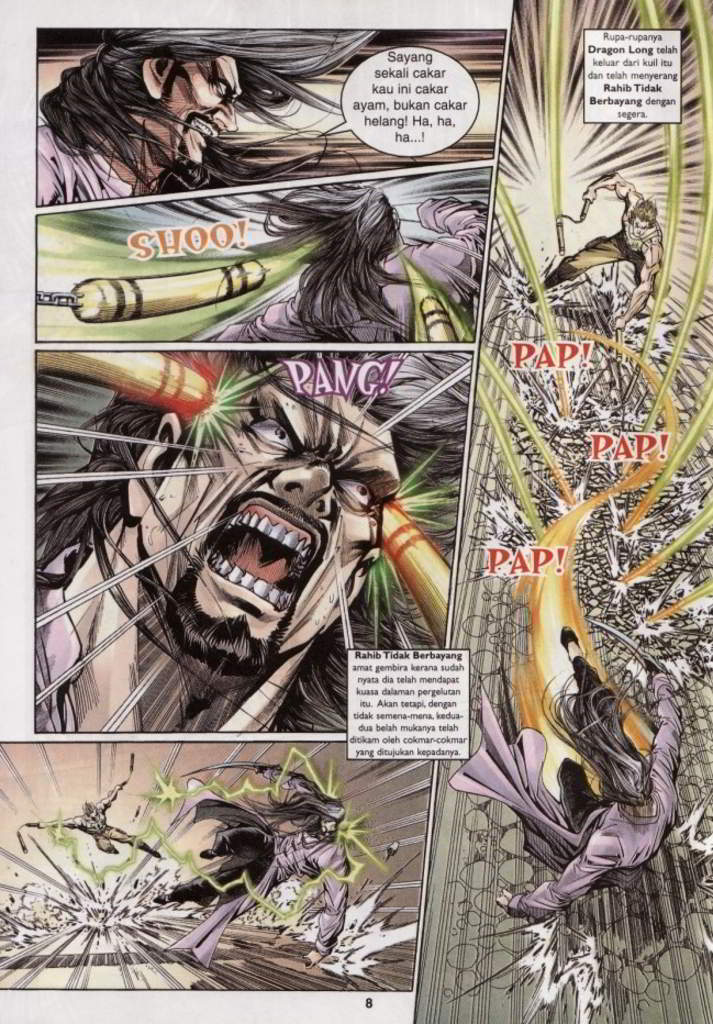 Sayang
sekali cakar
kau ini cakar
ayam, bukan cakar
helang! Ha, ha,
ha...!
SHOO!
PANG!
Rahib Tidak Berbayang
amat gembira kerana sudah
nyata dia telah mendapat
kuasa dalaman pergelutan
itu. Akan tetapi, dengan
tidak semena-mena, kedua-
dua belah mukanya telah
ditikam oleh cokmar-cokmar
yang ditujukan kepadanya.
Rupa-rupanya
Dragon Long telah
keluar dari kuil itu
dan telah menyerang
Rahib Tidak
Berbayang dengan
segera.
PAP!
PAP!
PAP!
8